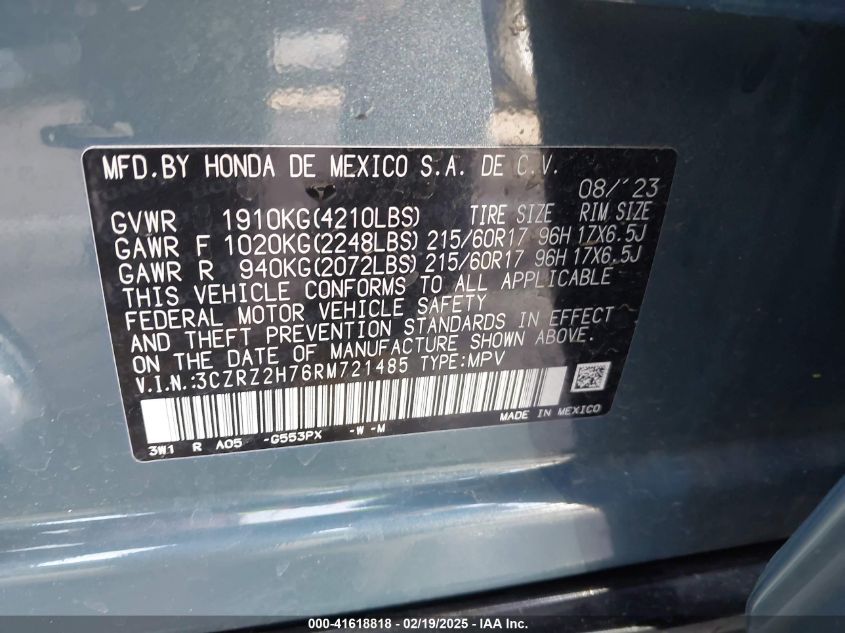 MFD.BY HONDA DE MEXICO S.A. DE C.V.
08/'23
GVWR 1910KG(4210LBS) TIRE SIZE RIM SIZE
GAWR F 1020KG(2248LBS) 215/60R17 96H 17X6.5J
GAWR R 940KG(2072LBS) 215/60R17 96H 17X6.5J
THIS VEHICLE CONFORMS TO ALL APPLICABLE
FEDERAL MOTOR VEHICLE SAFETY
AND THEFT PREVENTION STANDARDS IN EFFECT
ON THE DATE OF MANUFACTURE SHOWN ABOVE.
V.I.N.:3CZRZ2H76RM721485 TYPE:MPV
MADE IN MEXICO
3W1 R A05 -G553PX -W -M
000-41618818 - 02/19/2025 - IAA Inc.